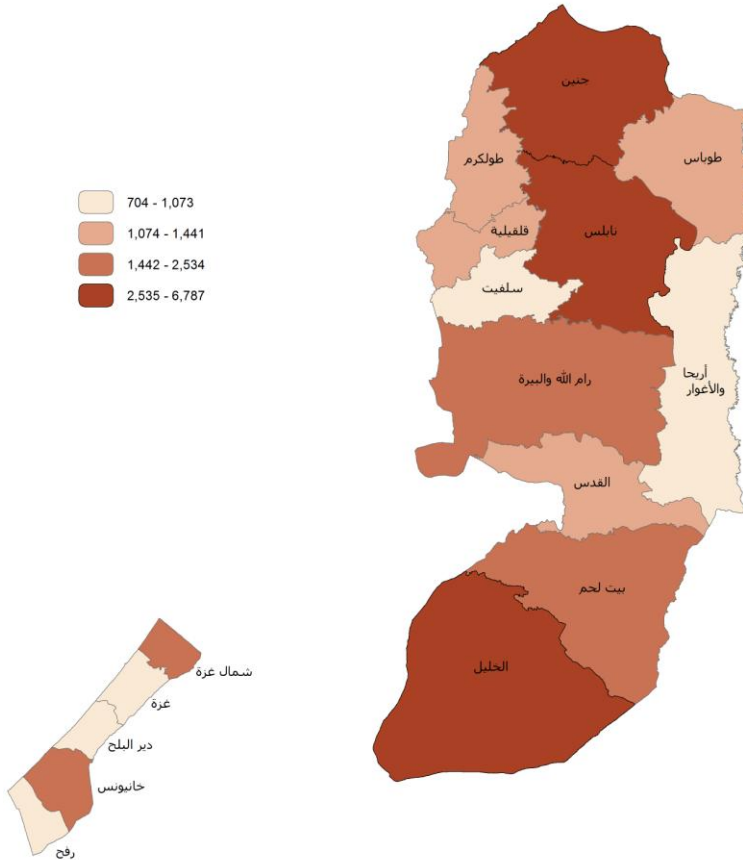 جنين
طولكرم
طوباس
704 - 1,073
1,074 - 1,441
1,442 - 2,534
2,535 - 6,787
قلقيلية
نابلس
سلفيت
رام الله والبيرة
أريحا
والأغوار
القدس
بيت لحم
الخليل
شمال غزة
غزة
دير البلح
خانيونس
رفح